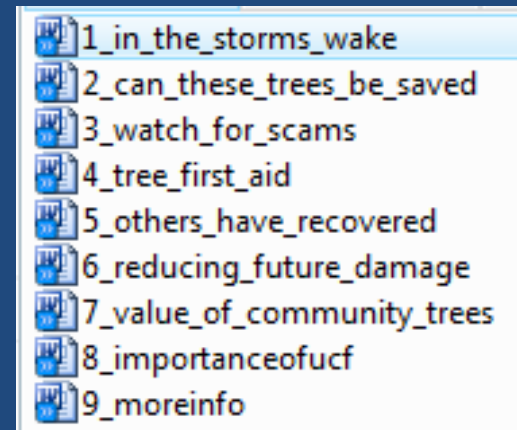 1_in_the_storms_wake
2_can_these_trees_be_saved
3_watch_for_scams
4_tree_first_aid
5_others_have_recovered
6_reducing_future_damage
7_value_of_community_trees
8_importanceofucf
9_moreinfo